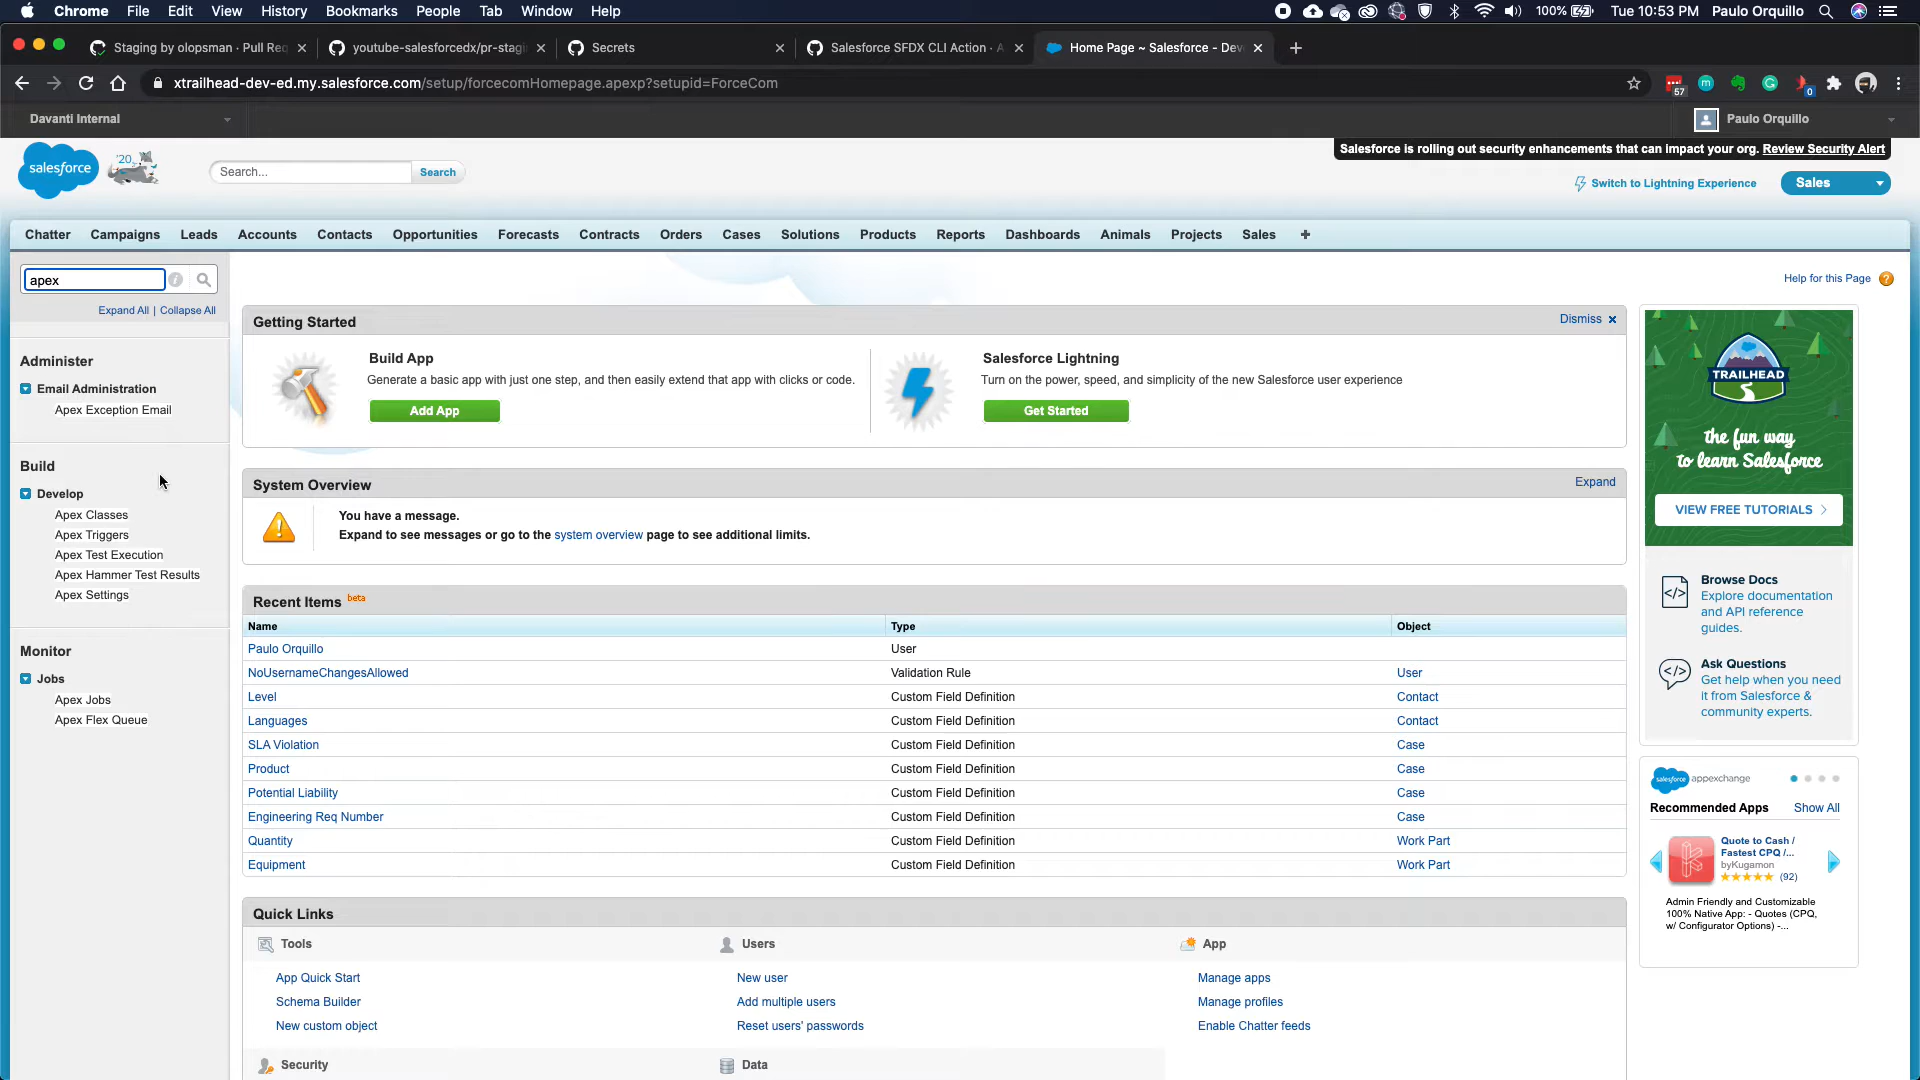 Chrome File Edit View History Bookmarks People Tab Window Help 100% Tue 10:53 PM Paulo Orquillo
Staging by olopsman · Pull Req
youtube-salesforcedx/pr-stagi
Secrets
Salesforce SFDX CLI Action · A
Home Page ~ Salesforce - Dev
xtrailhead-dev-ed.my.salesforce.com/setup/forcecomHomepage.apexp?setupid=ForceCom
57
0
Davanti Internal
Paulo Orquillo
Salesforce is rolling out security enhancements that can impact your org. Review Security Alert
salesforce
'20
Search...
Search
Switch to Lightning Experience
Sales
Chatter Campaigns Leads Accounts Contacts Opportunities Forecasts Contracts Orders Cases Solutions Products Reports Dashboards Animals Projects Sales +
apex
Expand All | Collapse All
Help for this Page ?
Administer
Email Administration
Apex Exception Email
Build
Develop
Apex Classes
Apex Triggers
Apex Test Execution
Apex Hammer Test Results
Apex Settings
Monitor
Jobs
Apex Jobs
Apex Flex Queue
Getting Started
Dismiss
Build App
Generate a basic app with just one step, and then easily extend that app with clicks or code.
Add App
Salesforce Lightning
Turn on the power, speed, and simplicity of the new Salesforce user experience
Get Started
System Overview
Expand
You have a message.
Expand to see messages or go to the system overview page to see additional limits.
Recent Items beta
Name Type Object
Paulo Orquillo User
NoUsernameChangesAllowed Validation Rule User
Level Custom Field Definition Contact
Languages Custom Field Definition Contact
SLA Violation Custom Field Definition Case
Product Custom Field Definition Case
Potential Liability Custom Field Definition Case
Engineering Req Number Custom Field Definition Case
Quantity Custom Field Definition Work Part
Equipment Custom Field Definition Work Part
Quick Links
Tools
App Quick Start
Schema Builder
New custom object
Users
New user
Add multiple users
Reset users' passwords
App
Manage apps
Manage profiles
Enable Chatter feeds
Security
Data
TRAILHEAD
the fun way
to learn Salesforce
VIEW FREE TUTORIALS
Browse Docs
Explore documentation
and API reference
guides.
Ask Questions
Get help when you need
it from Salesforce &
community experts.
salesforce appexchange
Recommended Apps Show All
Quote to Cash /
Fastest CPQ /...
byKugamon
(92)
Admin Friendly and Customizable
100% Native App: - Quotes (CPQ,
w/ Configurator Options) -...